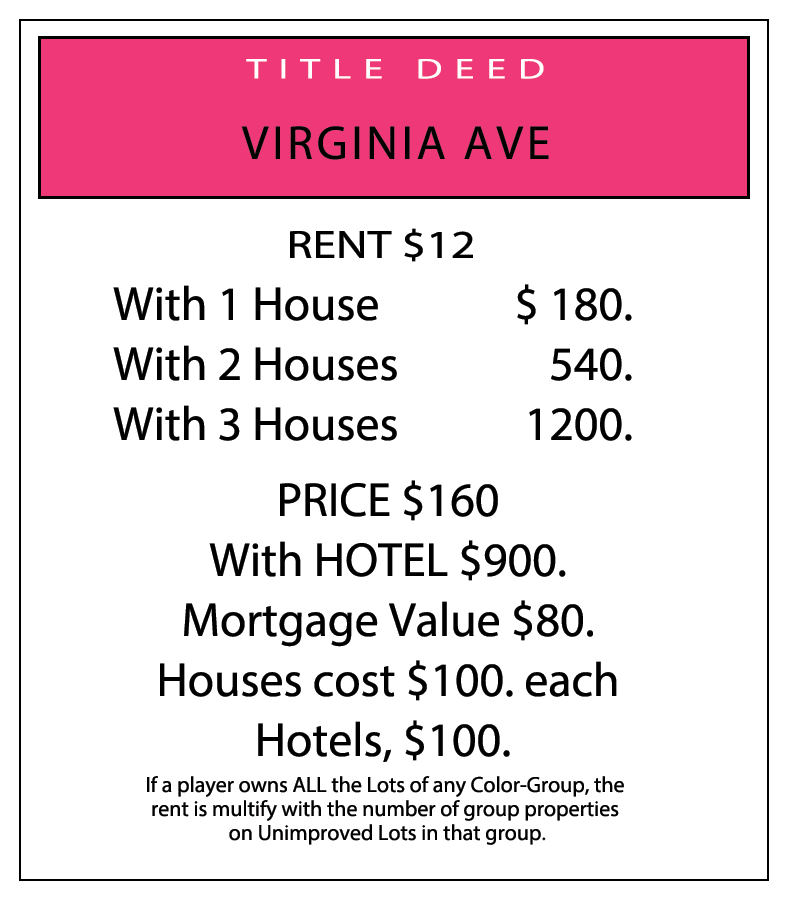 TITLE DEED
VIRGINIA AVE
RENT $12
With 1 House $ 180.
With 2 Houses 540.
With 3 Houses 1200.
PRICE $160
With HOTEL $900.
Mortgage Value $80.
Houses cost $100. each
Hotels, $100.
If a player owns ALL the Lots of any Color-Group, the
rent is multify with the number of group properties
on Unimproved Lots in that group.